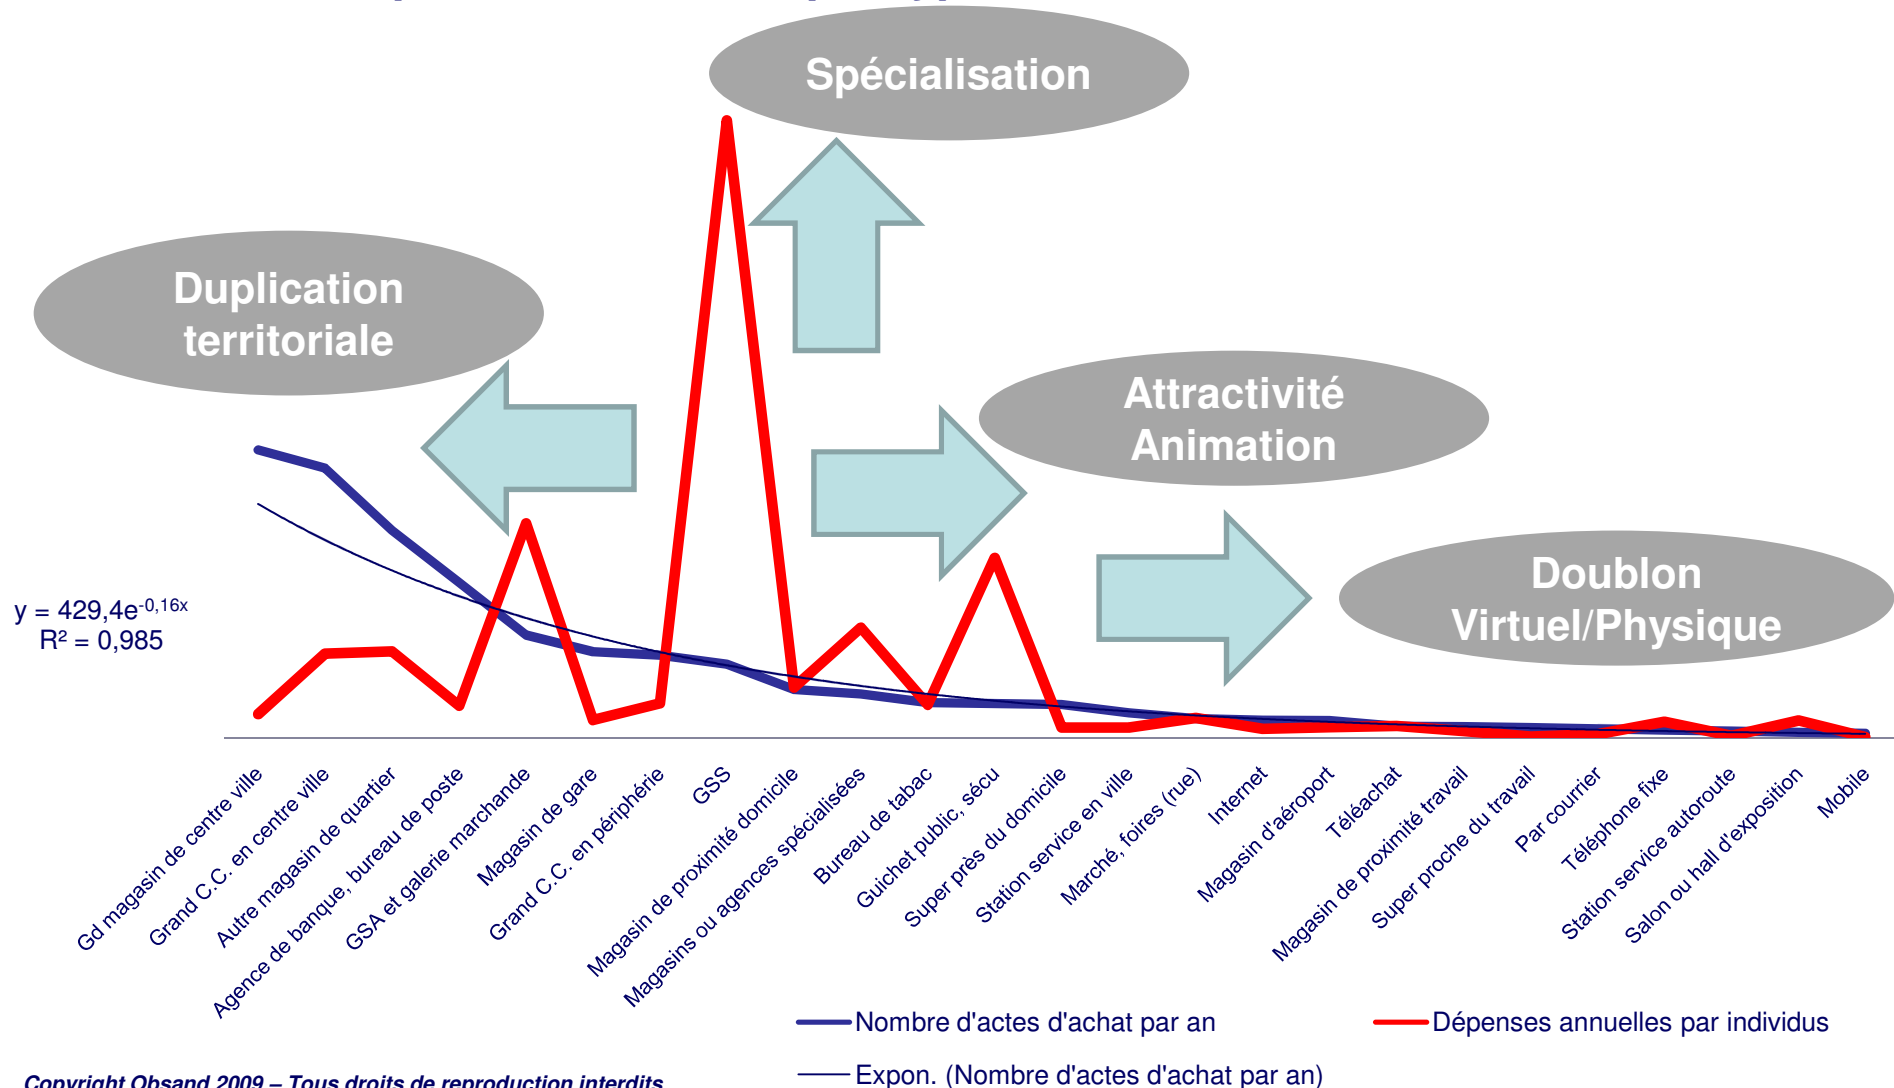 Spécialisation
Duplication
territoriale
Attractivité
Animation
Doublon
Virtuel/Physique
y = 429,4e-0,16x
R² = 0,985
Gd magasin de centre ville
Grand C.C. en centre ville
Autre magasin de quartier
Agence de banque, bureau de poste
GSA et galerie marchande
Magasin de gare
Grand C.C. en périphérie
GSS
Magasin de proximité domicile
Magasins ou agences spécialisées
Bureau de tabac
Guichet public, sécu
Super près du domicile
Station service en ville
Marché, foires (rue)
Internet
Magasin d'aéroport
Téléachat
Magasin de proximité travail
Super proche du travail
Par courrier
Téléphone fixe
Station service autoroute
Salon ou hall d'exposition
Mobile
Nombre d'actes d'achat par an
Dépenses annuelles par individus
Expon. (Nombre d'actes d'achat par an)
Copyright Obsand 2009 – Tous droits de reproduction interdits